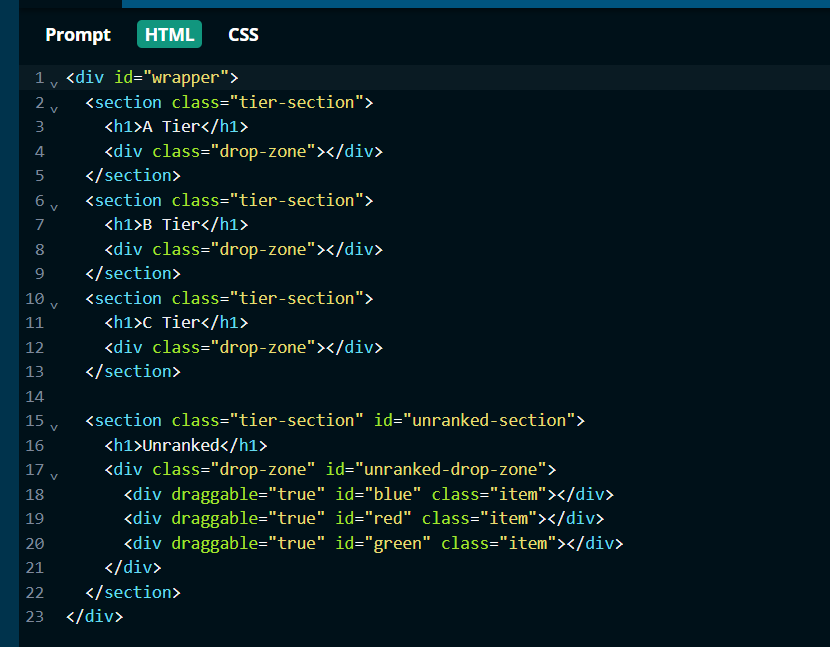 Prompt HTML CSS
1 <div id="wrapper">
2   <section class="tier-section">
3     <h1>A Tier</h1>
4     <div class="drop-zone"></div>
5   </section>
6   <section class="tier-section">
7     <h1>B Tier</h1>
8     <div class="drop-zone"></div>
9   </section>
10   <section class="tier-section">
11     <h1>C Tier</h1>
12     <div class="drop-zone"></div>
13   </section>
14
15   <section class="tier-section" id="unranked-section">
16     <h1>Unranked</h1>
17     <div class="drop-zone" id="unranked-drop-zone">
18       <div draggable="true" id="blue" class="item"></div>
19       <div draggable="true" id="red" class="item"></div>
20       <div draggable="true" id="green" class="item"></div>
21     </div>
22   </section>
23 </div>